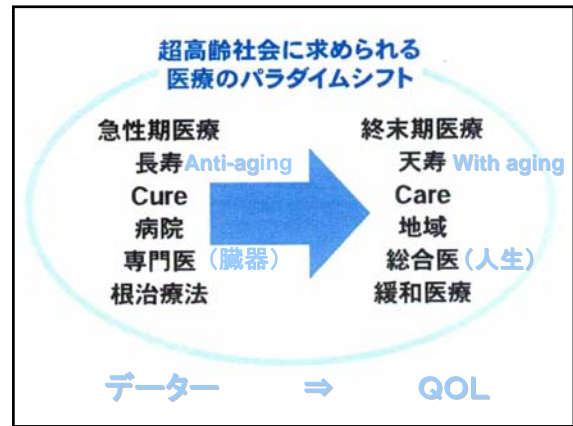 超高齢社会に求められる
医療のパラダイムシフト
急性期医療
長寿 Anti-aging
Cure
病院
専門医（臓器）
根治療法
終末期医療
天寿 With aging
Care
地域
総合医（人生）
緩和医療
データー ⇒ QOL